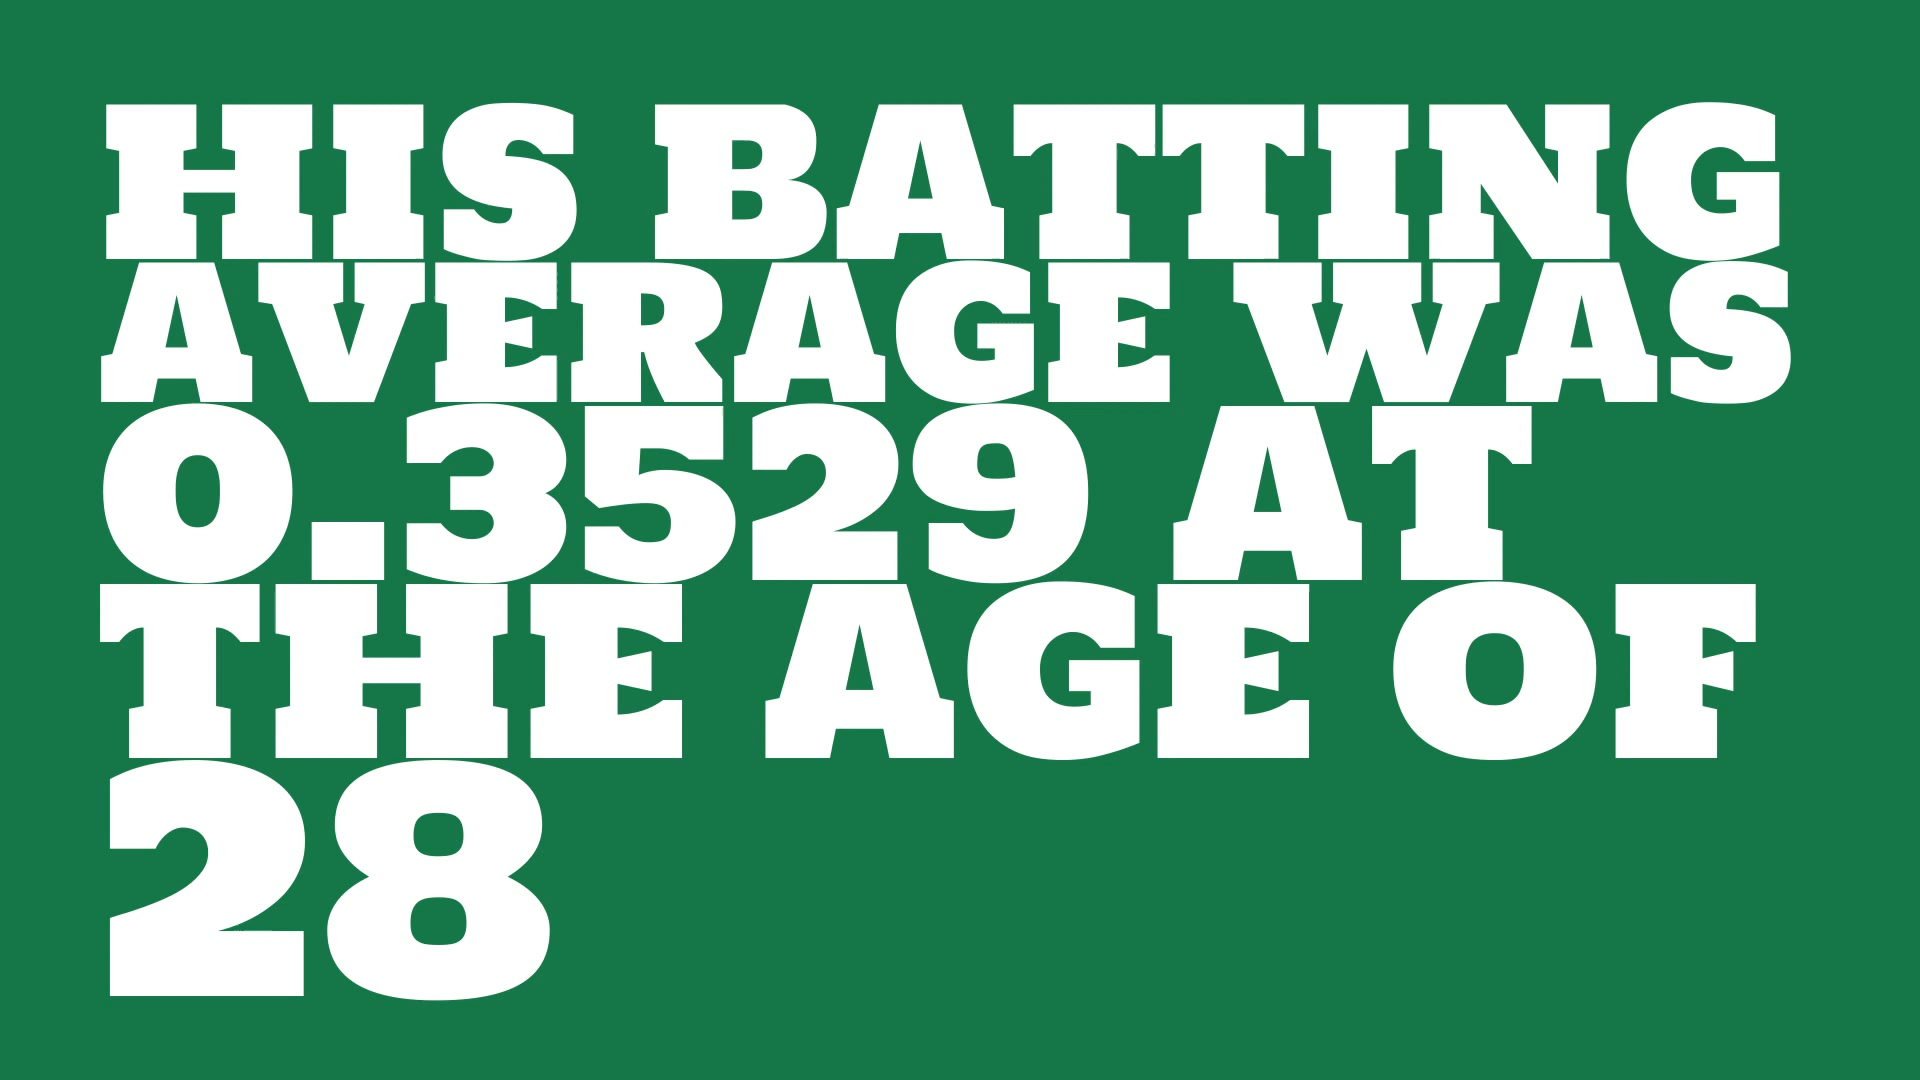 HIS BATTING
AVERAGE WAS
0.3529 AT
THE AGE OF
28